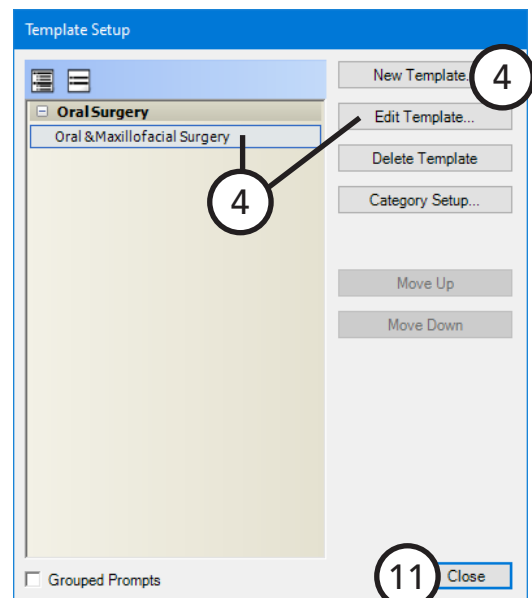 Template Setup
New Template.
4
Oral Surgery
Edit Template...
Oral &Maxillofacial Surgery
Delete Template
4
Category Setup...
Move Up
Move Down
Grouped Prompts
11
Close